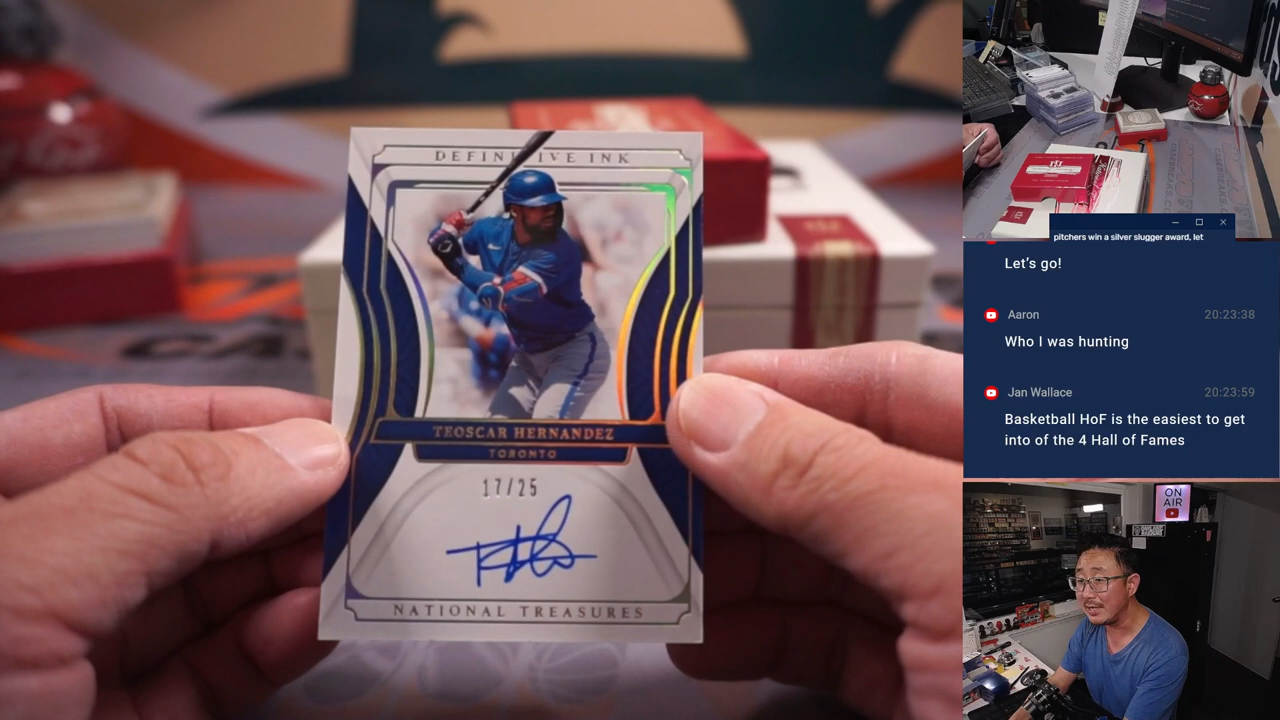 DEFINITIVE INK
TEOSCAR HERNANDEZ
TORONTO
17/25
NATIONAL TREASURES
pitchers win a silver slugger award, let
Let's go!
Aaron 20:23:38
Who I was hunting
Jan Wallace 20:23:59
Basketball HoF is the easiest to get
into of the 4 Hall of Fames
ON
AIR